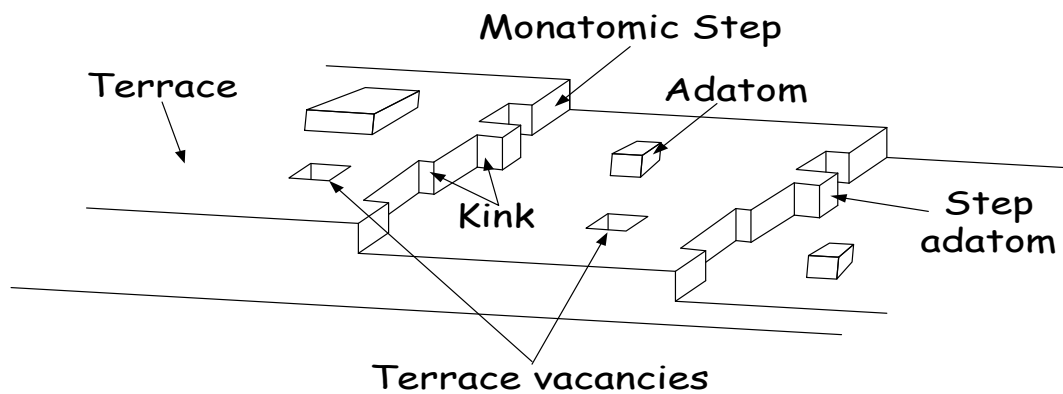 Monatomic Step
Terrace
Adatom
Kink
Step
adatom
Terrace vacancies